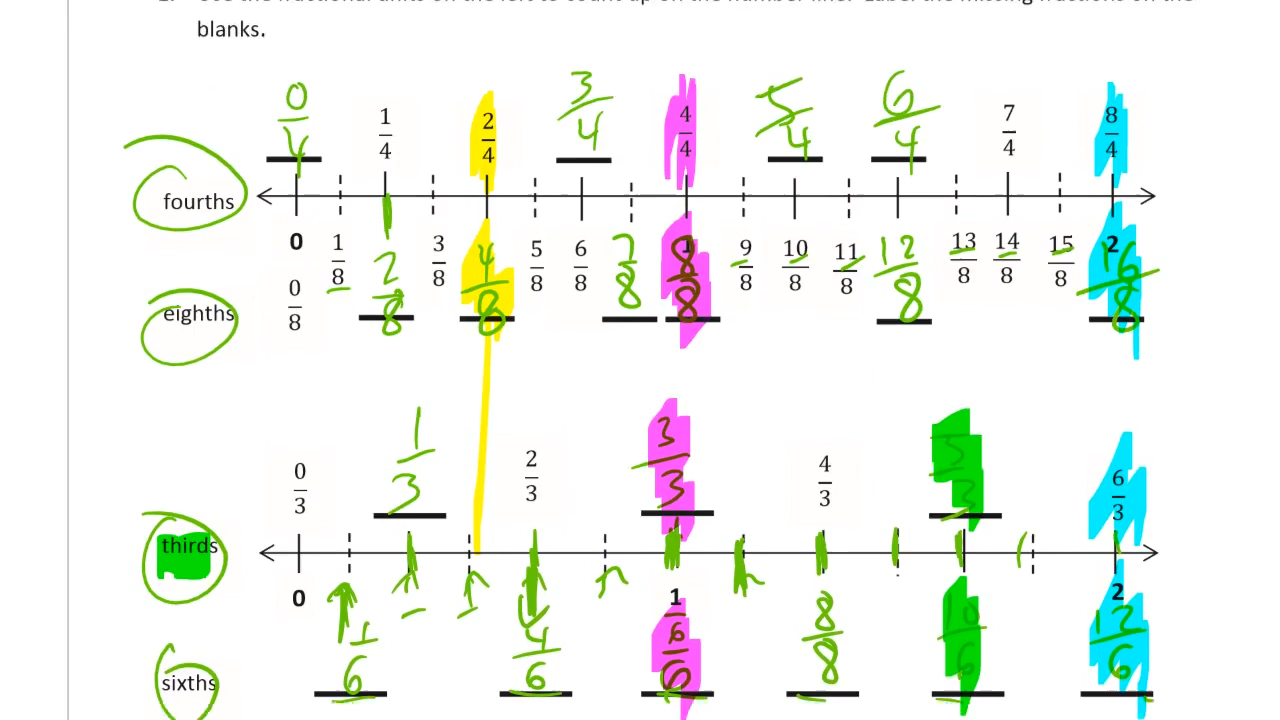 blanks.
0/4 1/4 2/4 3/4 4/4 5/4 6/4 7/4 8/4
fourths
0 1 2
0/8 1/8 2/8 3/8 4/8 5/8 6/8 7/8 8/8 9/8 10/8 11/8 12/8 13/8 14/8 15/8 16/8
eighths
0/3 1/3 2/3 3/3 4/3 5/3 6/3
thirds
0 1 2
1/6 4/6 6/6 8/8 10/6 12/6
sixths